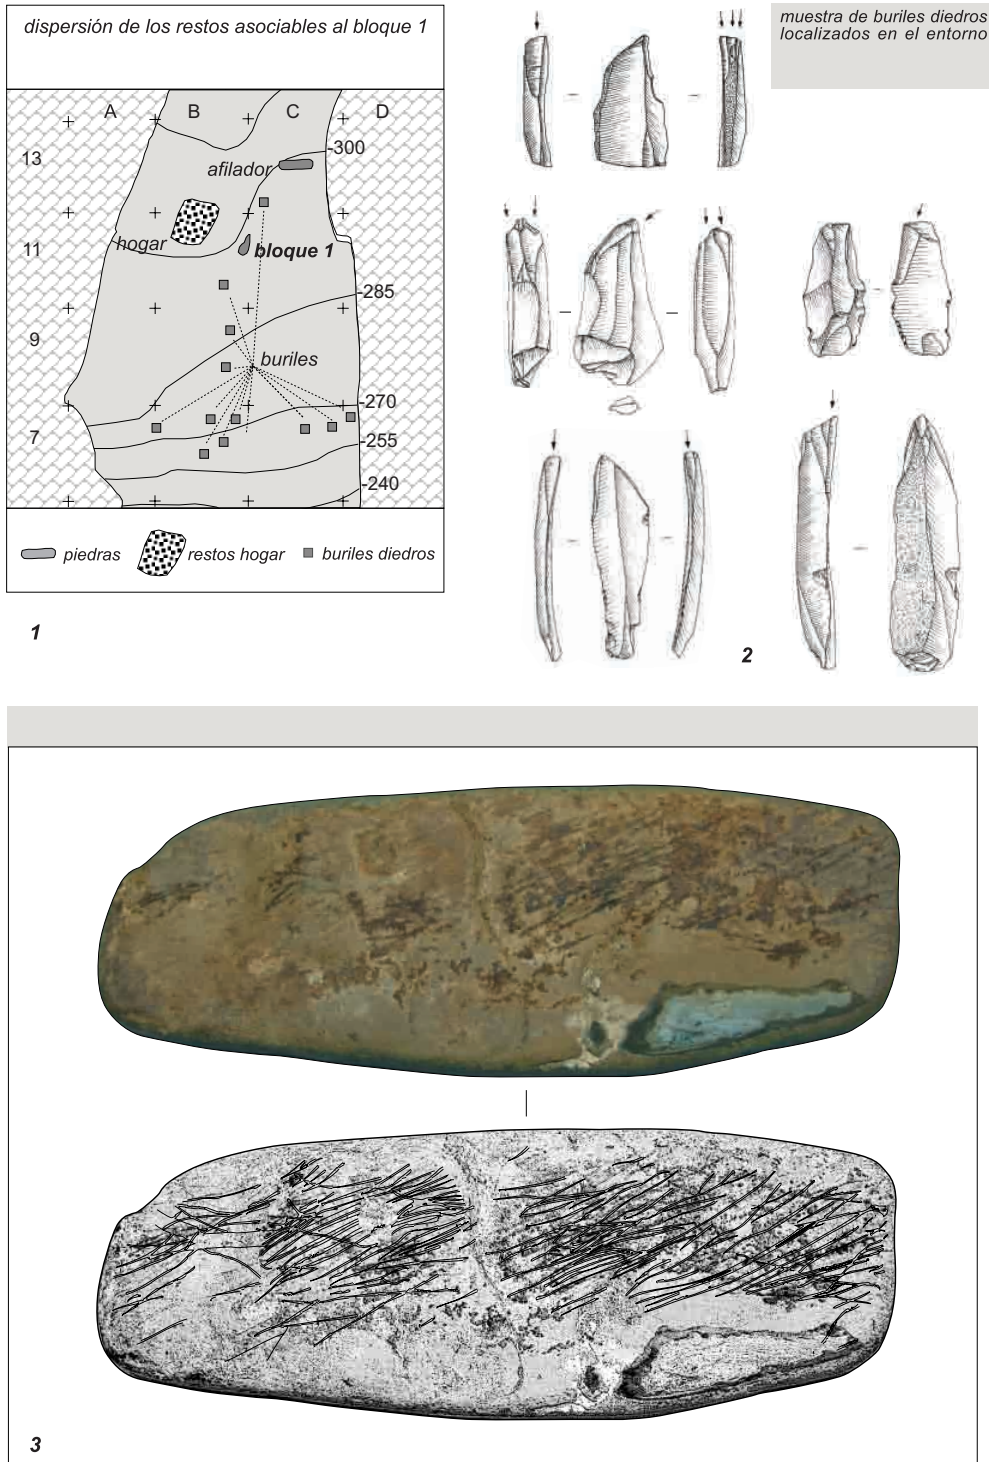 dispersión de los restos asociables al bloque 1
A B C D
13
-300
afilador
hogar
11
bloque 1
-285
9
buriles
-270
7
-255
-240
piedras restos hogar buriles diedros
1
muestra de buriles diedros
localizados en el entorno
2
3